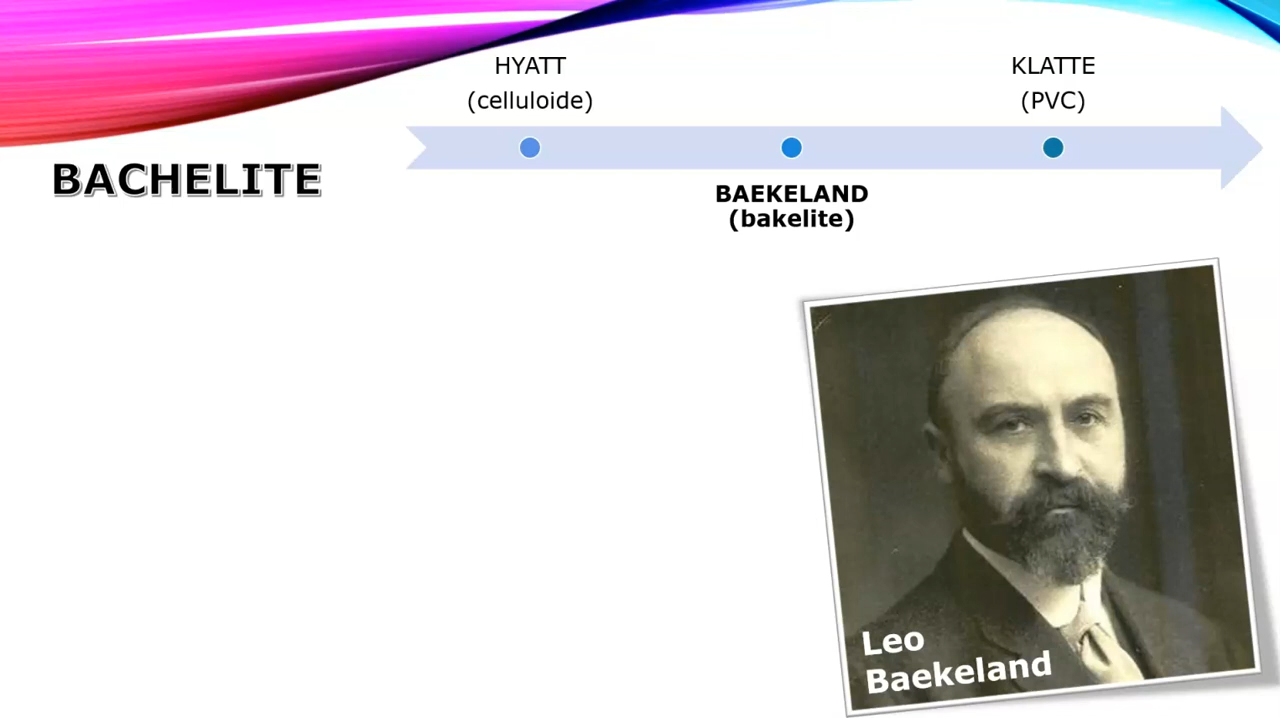 HYATT
(celluloide)
KLATTE
(PVC)
BACHELITE
BAEKELAND
(bakelite)
Leo
Baekeland